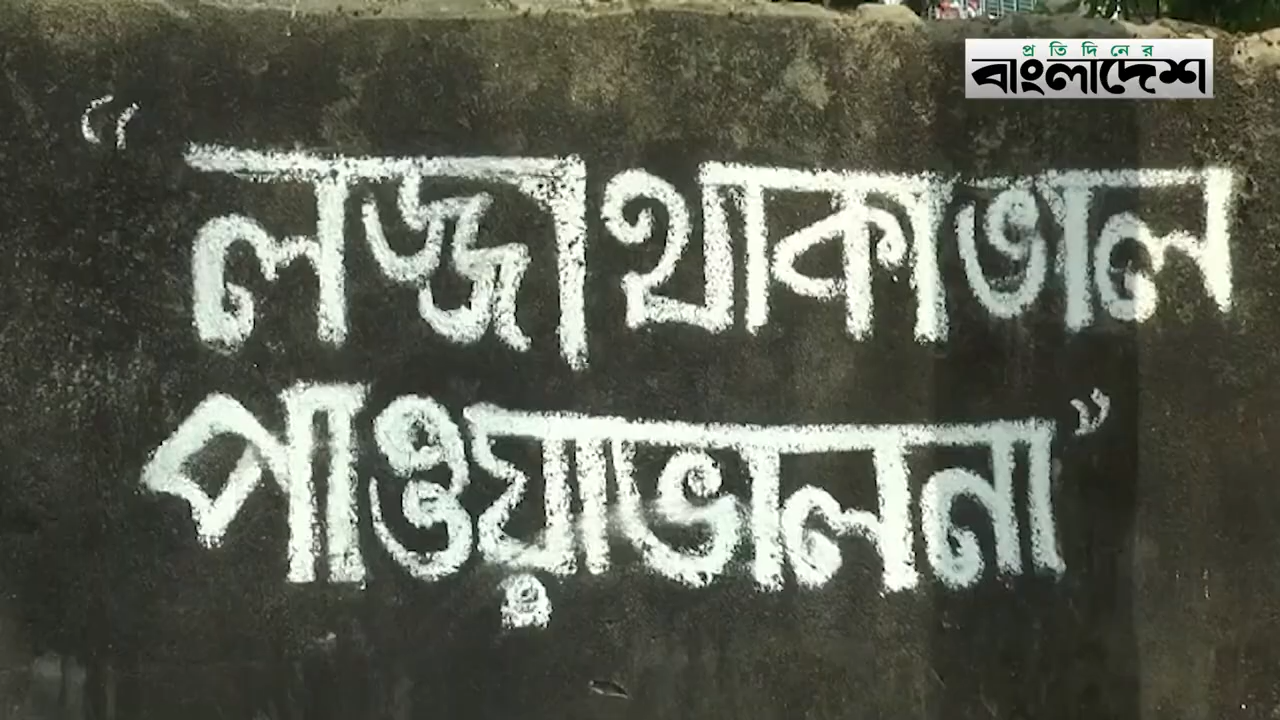 প্রতিদিনের
বাংলাদেশ
“লজ্জা থাকা ভাল
পাওয়া ভাল না”